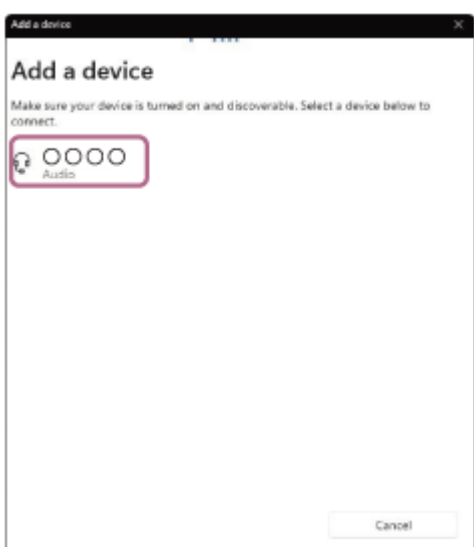 Add a device
Add a device
Make sure your device is turned on and discoverable. Select a device below to
connect.
○○○○
Audio
Cancel